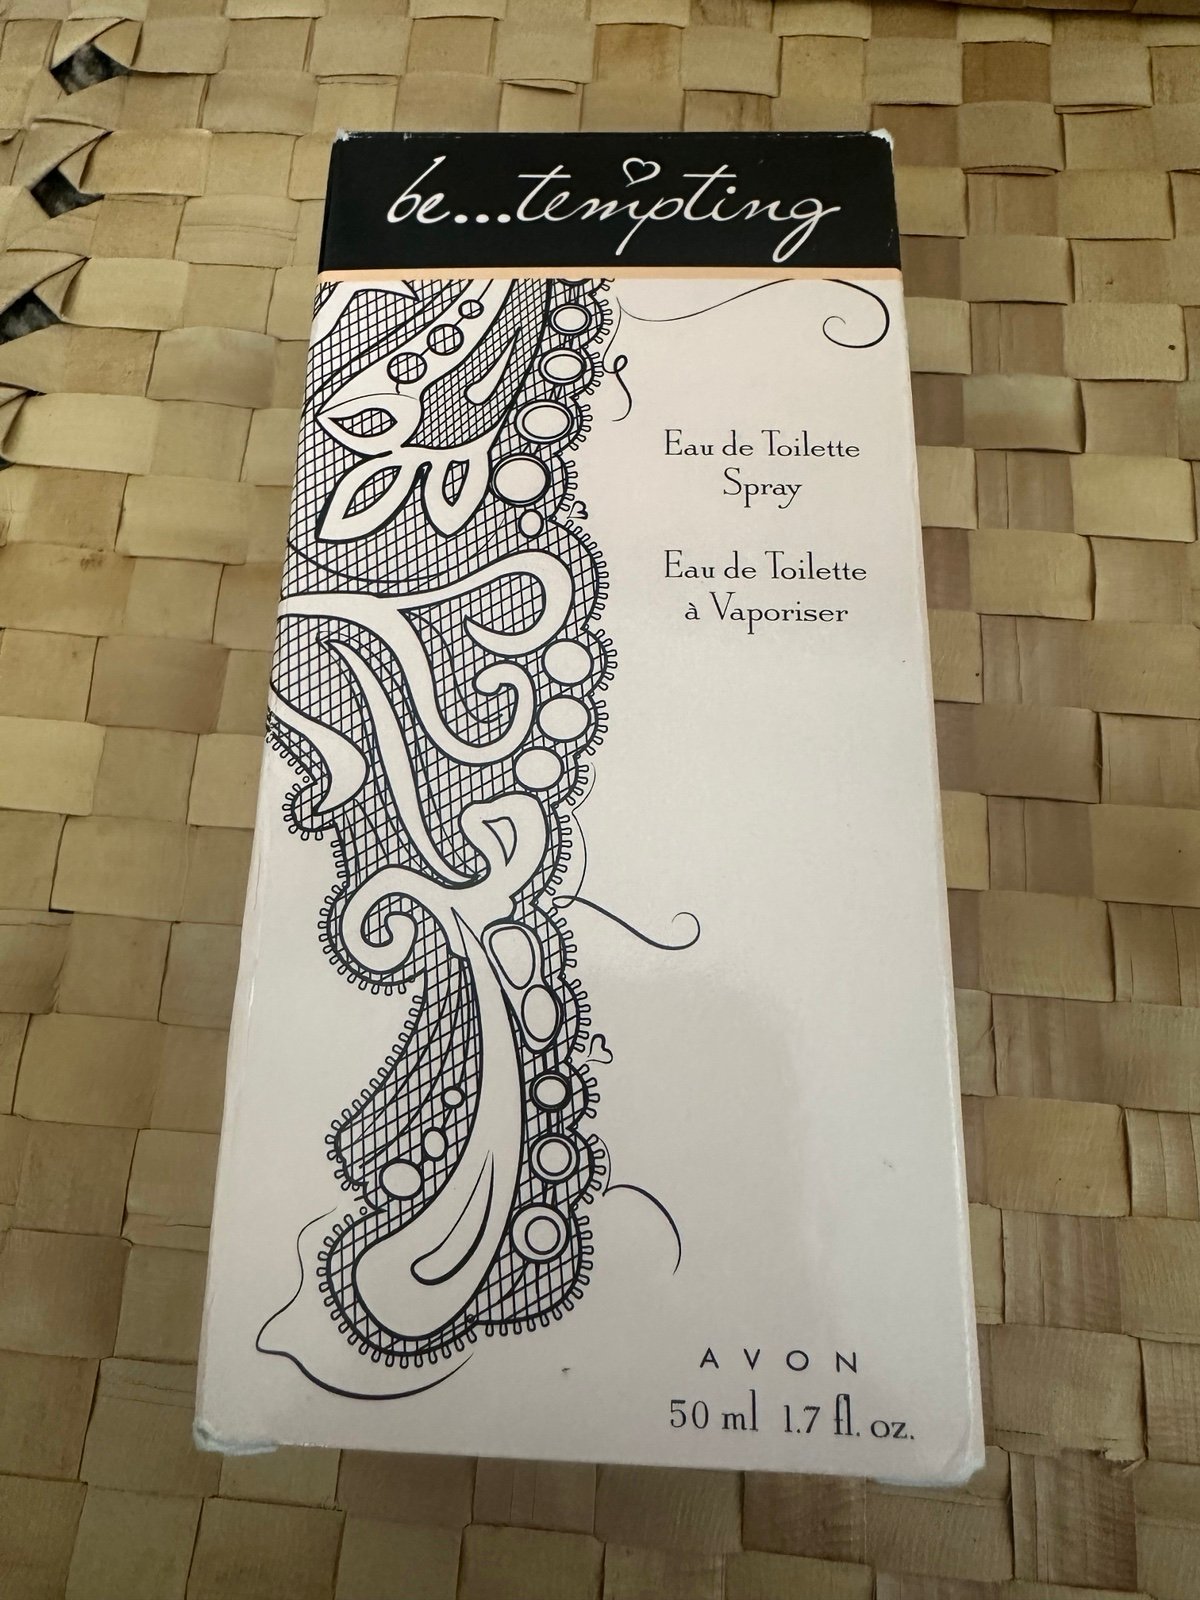 be...tempting
Eau de Toilette
Spray
Eau de Toilette
à Vaporiser
AVON
50 ml 1.7 fl. oz.